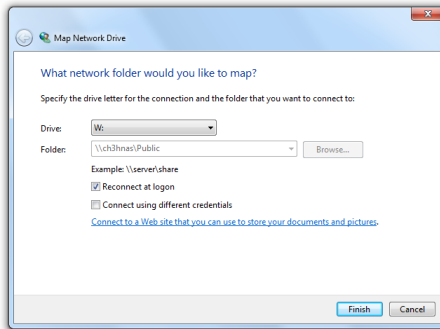 Map Network Drive
What network folder would you like to map?
Specify the drive letter for the connection and the folder that you want to connect to:
Drive: W:
Folder: \\ch3hnas\Public Browse...
Example: \\server\share
Reconnect at logon
Connect using different credentials
Connect to a Web site that you can use to store your documents and pictures.
Finish Cancel